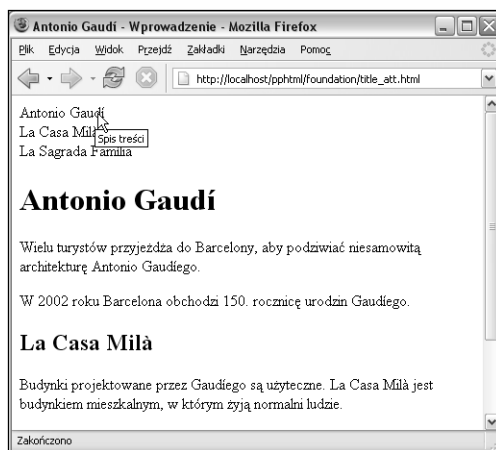 Antonio Gaudí - Wprowadzenie - Mozilla Firefox
Plik Edycja Widok Przejdź Zakładki Narzędzia Pomoc
http://localhost/pphtml/foundation/title_att.html
Antonio Gaudí
La Casa Milà
Spis treści
La Sagrada Familia
Antonio Gaudí
Wielu turystów przyjeżdża do Barcelony, aby podziwiać niesamowitą
architekturę Antonio Gaudíego.
W 2002 roku Barcelona obchodzi 150. rocznicę urodzin Gaudíego.
La Casa Milà
Budynki projektowane przez Gaudíego są użyteczne. La Casa Milà jest
budynkiem mieszkalnym, w którym żyją normalni ludzie.
Zakończono